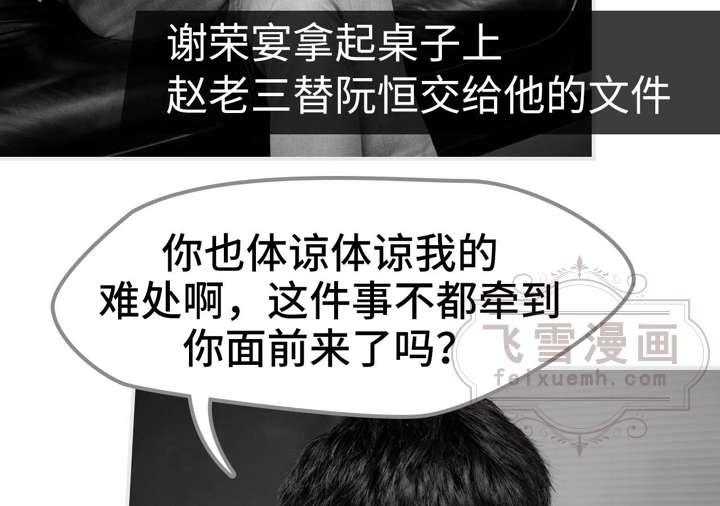 谢荣宴拿起桌子上
赵老三替阮恒交给他的文件
你也体谅体谅我的
难处啊，这件事不都牵到
你面前来了吗？
飞雪漫画
feixuemh.com